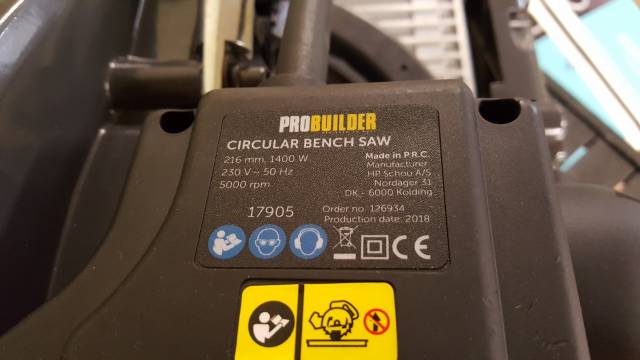 PROBUILDER
CIRCULAR BENCH SAW
216 mm, 1400 W
230 V ~ 50 Hz
5000 rpm
Made in P.R.C.
Manufacturer
HP Schou A/S
Nordager 31
DK - 6000 Kolding
17905
Order no. 126934
Production date: 2018
CE